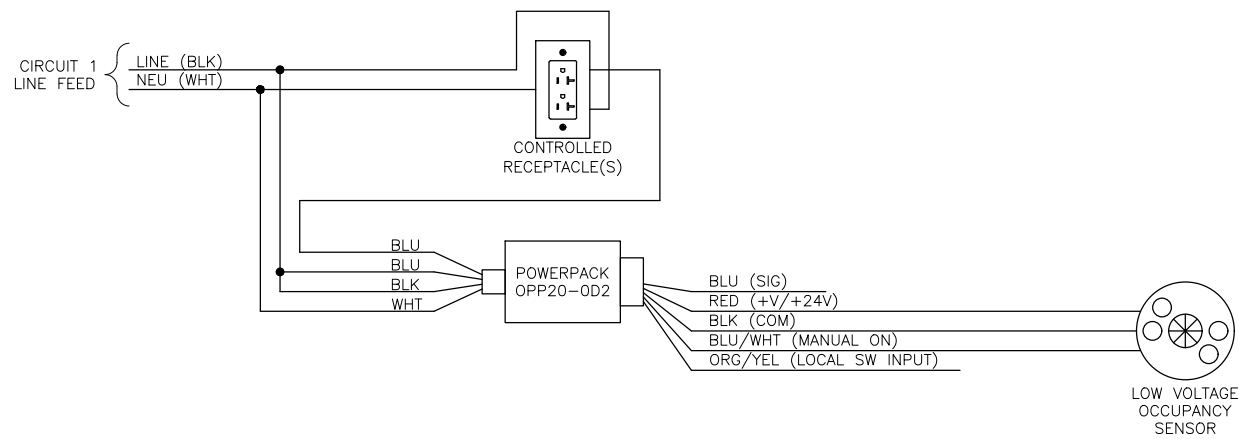 CIRCUIT 1
LINE FEED
LINE (BLK)
NEU (WHT)
CONTROLLED
RECEPTACLE(S)
BLU
BLU
BLK
WHT
POWERPACK
OPP20-0D2
BLU (SIG)
RED (+V/+24V)
BLK (COM)
BLU/WHT (MANUAL ON)
ORG/YEL (LOCAL SW INPUT)
LOW VOLTAGE
OCCUPANCY
SENSOR